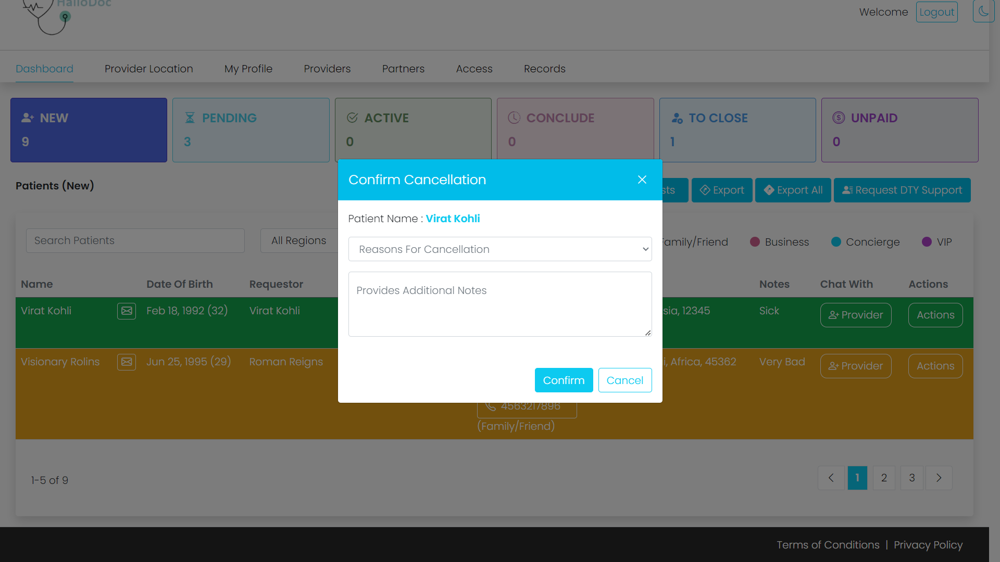 HalloDoc
Welcome Logout
Dashboard Provider Location My Profile Providers Partners Access Records
NEW PENDING ACTIVE CONCLUDE TO CLOSE UNPAID
9 3 0 0 1 0
Confirm Cancellation
Patients (New) Export Export All Request DTY Support
Patient Name : Virat Kohli
Search Patients All Regions Family/Friend Business Concierge VIP
Reasons For Cancellation
Name Date Of Birth Requestor Notes Chat With Actions
Provides Additional Notes
Virat Kohli Feb 18, 1992 (32) Virat Kohli 12345 Sick Provider Actions
Visionary Rolins Jun 25, 1995 (29) Roman Reigns Africa, 45362 Very Bad Provider Actions
Confirm Cancel
4563217896
(Family/Friend)
1-5 of 9 1 2 3
Terms of Conditions | Privacy Policy